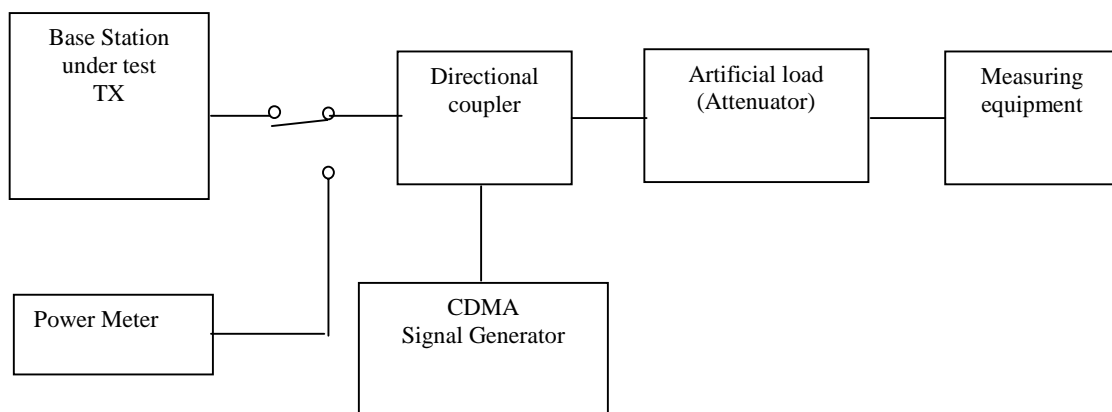 Base Station
under test
TX
Directional
coupler
Artificial load
(Attenuator)
Measuring
equipment
Power Meter
CDMA
Signal Generator